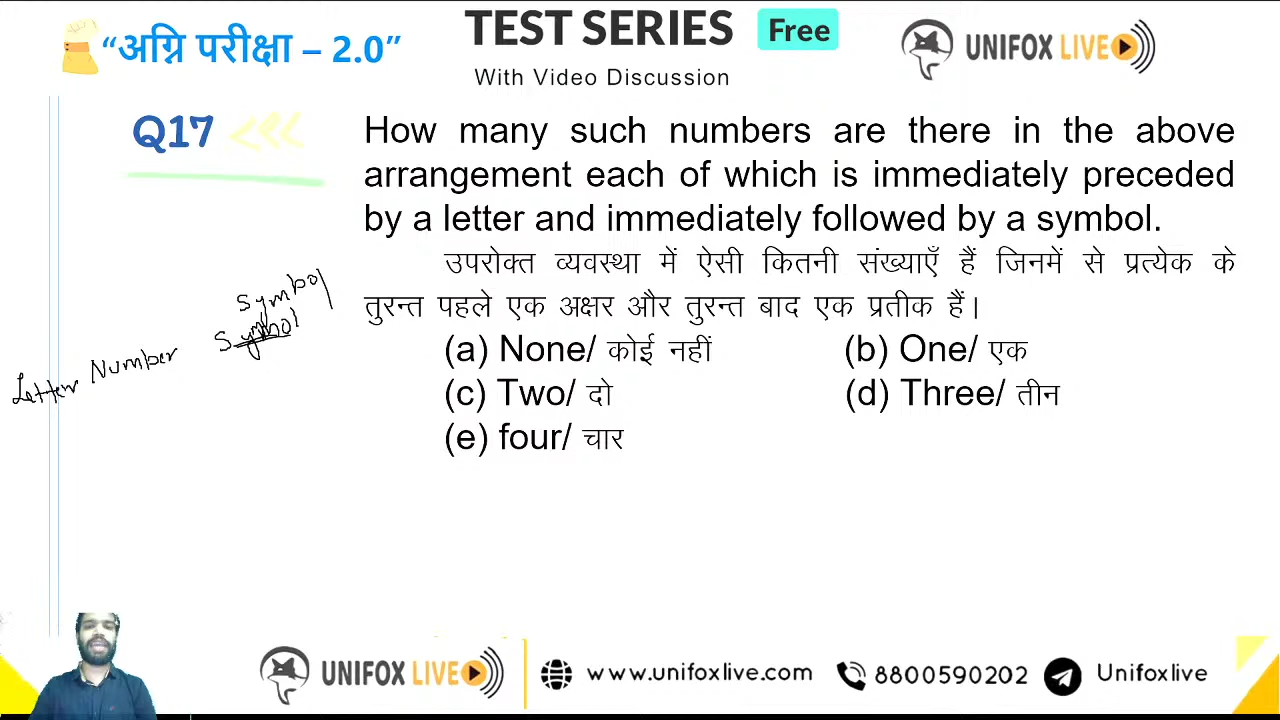 TEST SERIES Free
"अग्नि परीक्षा – 2.0"
With Video Discussion
UNIFOX LIVE
Q17
How many such numbers are there in the above
arrangement each of which is immediately preceded
by a letter and immediately followed by a symbol.
उपरोक्त व्यवस्था में ऐसी कितनी संख्याएँ हैं जिनमें से प्रत्येक के
तुरन्त पहले एक अक्षर और तुरन्त बाद एक प्रतीक हैं।
(a) None/ कोई नहीं (b) One/ एक
(c) Two/ दो (d) Three/ तीन
(e) four/ चार
Symbol
Letter Number Symbol
UNIFOX LIVE www.unifoxlive.com 8800590202 Unifoxlive